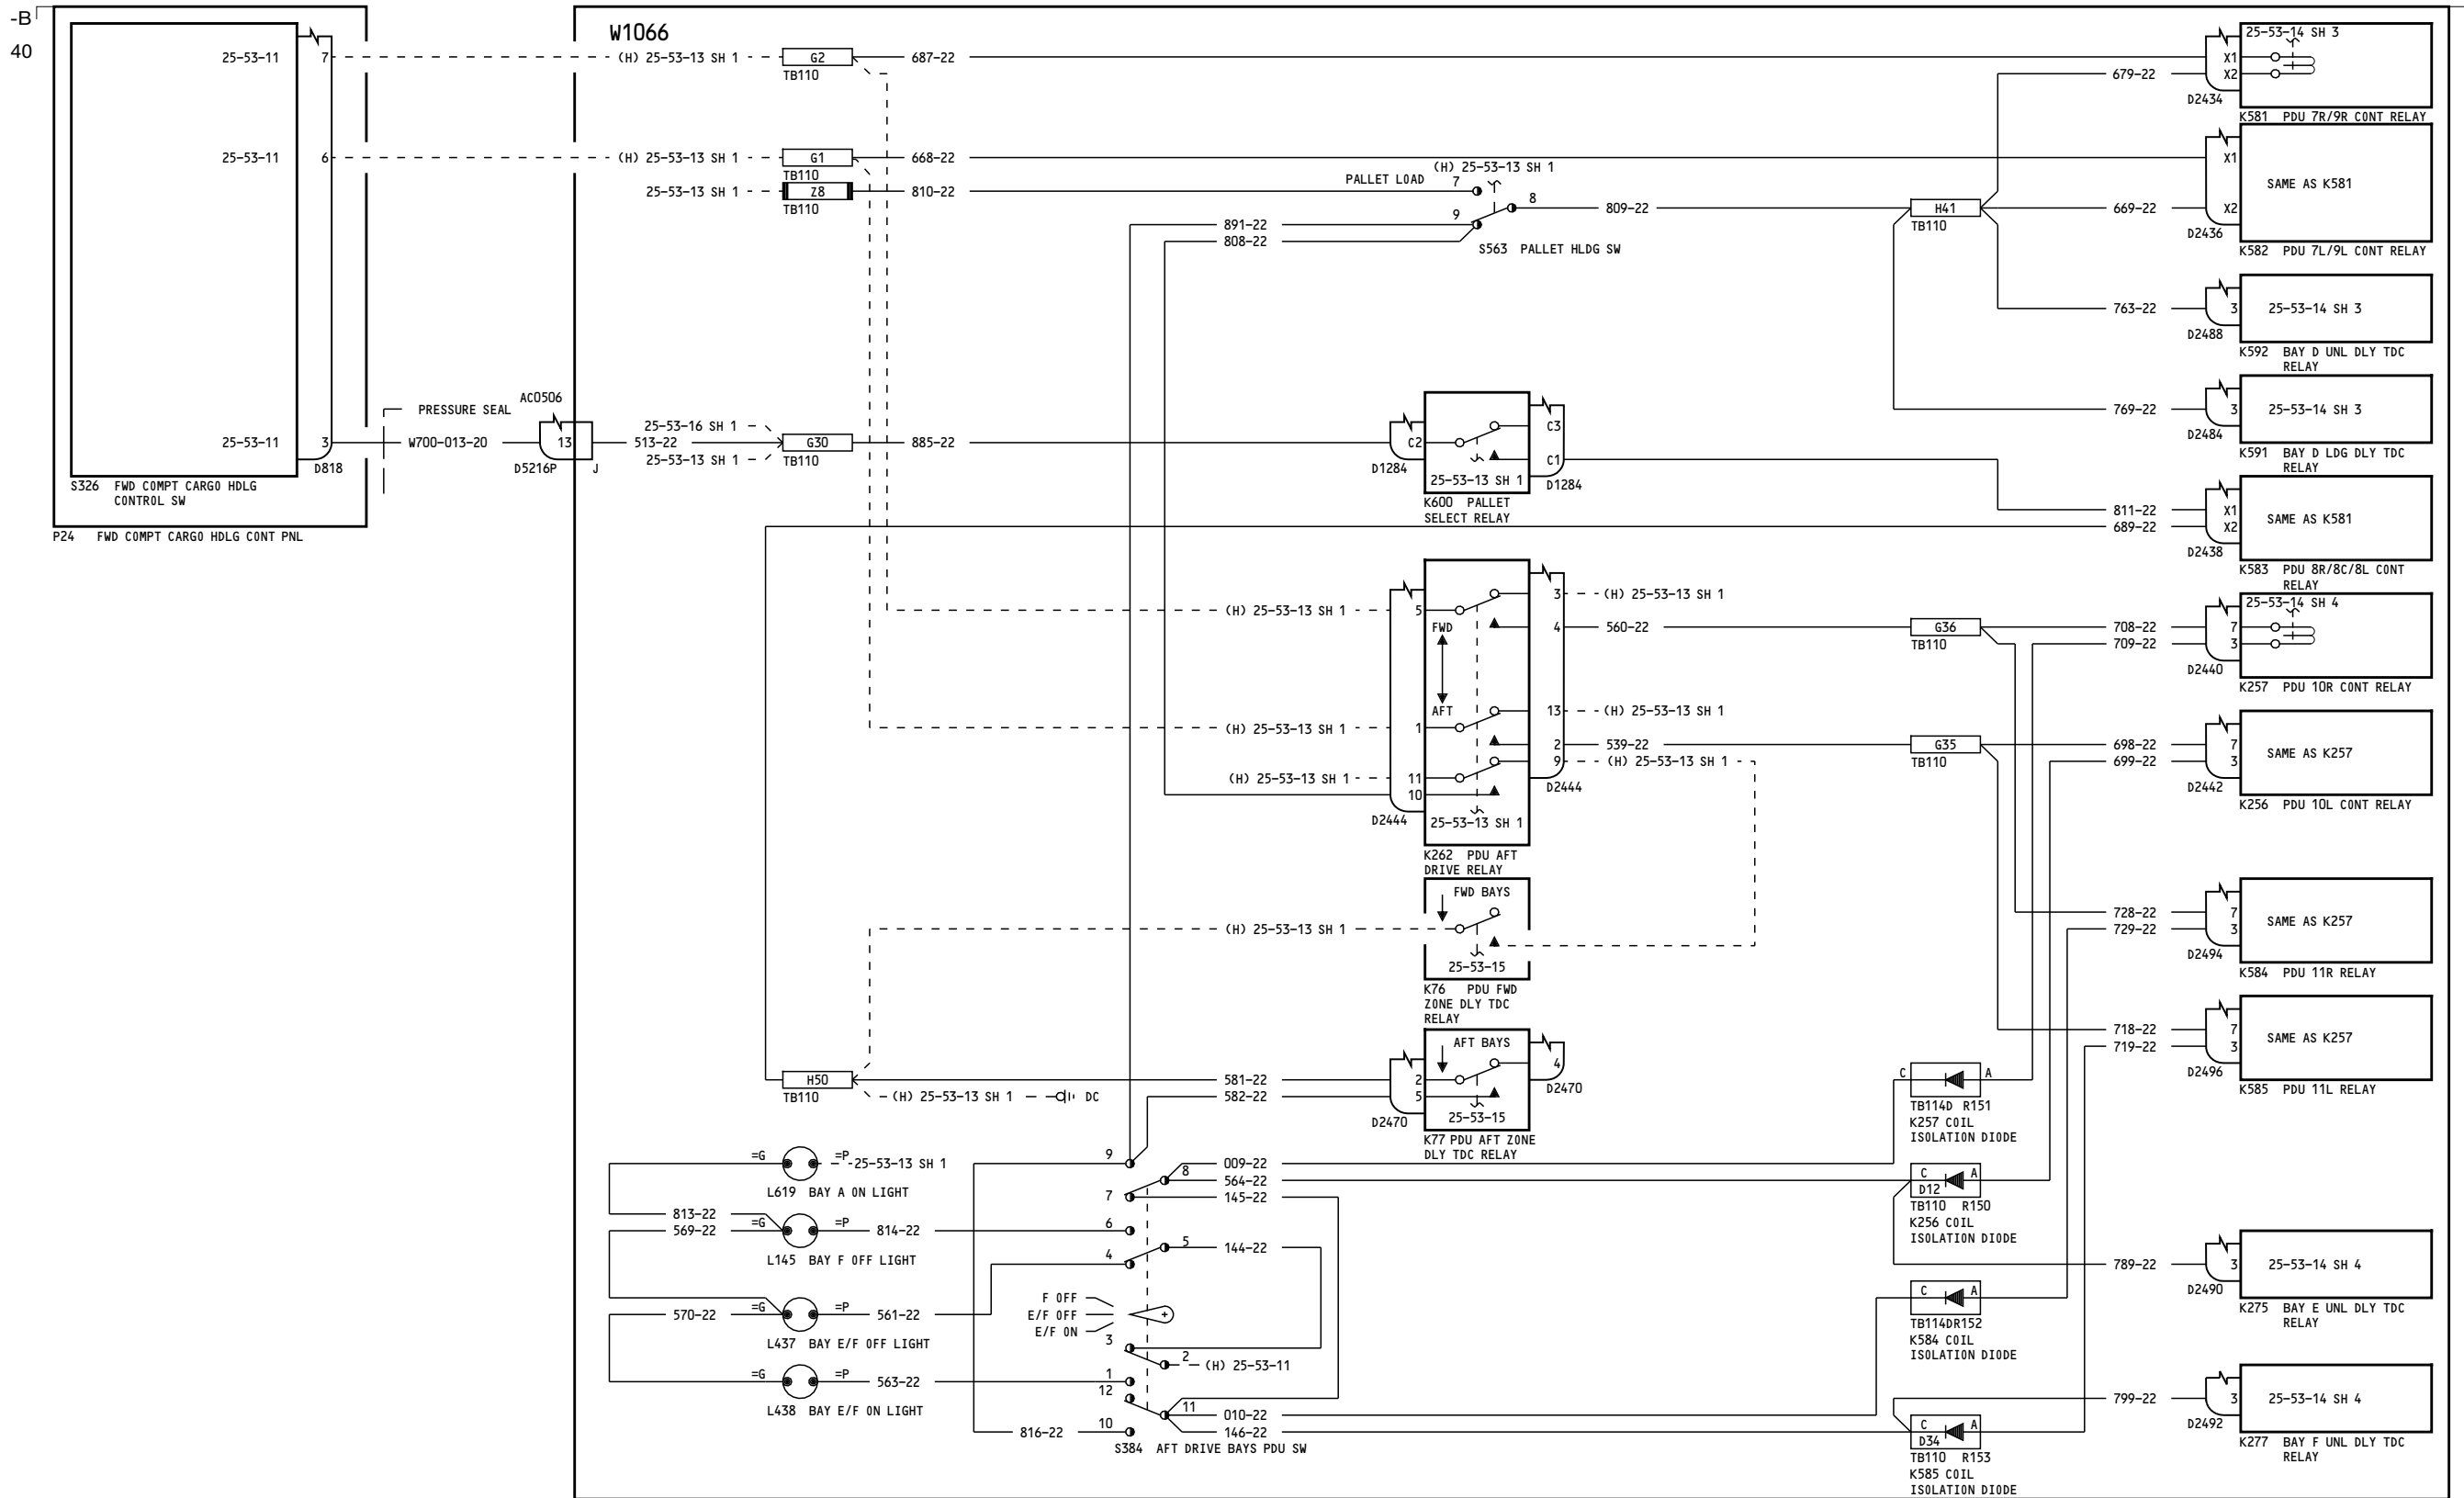 -B
40
W1066
25-53-11
7
(H) 25-53-13 SH 1
G2
TB110
687-22
25-53-11
6
(H) 25-53-13 SH 1
G1
TB110
668-22
25-53-13 SH 1
Z8
TB110
810-22
PALLET LOAD
7
(H) 25-53-13 SH 1
8
9
891-22
808-22
809-22
S563 PALLET HLDG SW
H41
TB110
679-22
X1
X2
D2434
25-53-14 SH 3
K581 PDU 7R/9R CONT RELAY
X1
669-22
X2
D2436
SAME AS K581
K582 PDU 7L/9L CONT RELAY
763-22
3
D2488
25-53-14 SH 3
K592 BAY D UNL DLY TDC
RELAY
769-22
3
D2484
25-53-14 SH 3
K591 BAY D LDG DLY TDC
RELAY
25-53-11
3
D818
S326 FWD COMPT CARGO HDLG
CONTROL SW
P24 FWD COMPT CARGO HDLG CONT PNL
PRESSURE SEAL
W700-013-20
AC0506
13
D5216P
J
513-22
25-53-16 SH 1
25-53-13 SH 1
G30
TB110
885-22
C2
D1284
C3
C1
D1284
25-53-13 SH 1
K600 PALLET
SELECT RELAY
811-22
689-22
X1
X2
D2438
SAME AS K581
K583 PDU 8R/8C/8L CONT
RELAY
(H) 25-53-13 SH 1
5
3
(H) 25-53-13 SH 1
FWD
4
560-22
G36
TB110
708-22
709-22
7
3
D2440
25-53-14 SH 4
K257 PDU 10R CONT RELAY
AFT
13
(H) 25-53-13 SH 1
(H) 25-53-13 SH 1
1
2
539-22
9
(H) 25-53-13 SH 1
G35
TB110
698-22
699-22
7
3
D2442
SAME AS K257
K256 PDU 10L CONT RELAY
(H) 25-53-13 SH 1
11
10
D2444
D2444
25-53-13 SH 1
K262 PDU AFT
DRIVE RELAY
FWD BAYS
(H) 25-53-13 SH 1
25-53-15
K76 PDU FWD
ZONE DLY TDC
RELAY
728-22
729-22
7
3
D2494
SAME AS K257
K584 PDU 11R RELAY
718-22
719-22
7
3
D2496
SAME AS K257
K585 PDU 11L RELAY
H50
TB110
(H) 25-53-13 SH 1
DC
581-22
582-22
2
5
D2470
AFT BAYS
4
D2470
25-53-15
K77 PDU AFT ZONE
DLY TDC RELAY
C
A
TB114D R151
K257 COIL
ISOLATION DIODE
=G
=P
25-53-13 SH 1
L619 BAY A ON LIGHT
9
8
7
009-22
564-22
145-22
C
D12
A
TB110 R150
K256 COIL
ISOLATION DIODE
813-22
569-22
=G
=P
814-22
L145 BAY F OFF LIGHT
6
5
4
144-22
789-22
3
D2490
25-53-14 SH 4
K275 BAY E UNL DLY TDC
RELAY
570-22
=G
=P
561-22
L437 BAY E/F OFF LIGHT
F OFF
E/F OFF
E/F ON
3
2
(H) 25-53-11
C
A
TB114DR152
K584 COIL
ISOLATION DIODE
=G
=P
563-22
L438 BAY E/F ON LIGHT
1
12
11
010-22
146-22
816-22
10
S384 AFT DRIVE BAYS PDU SW
799-22
3
D2492
25-53-14 SH 4
K277 BAY F UNL DLY TDC
RELAY
C
D34
A
TB110 R153
K585 COIL
ISOLATION DIODE